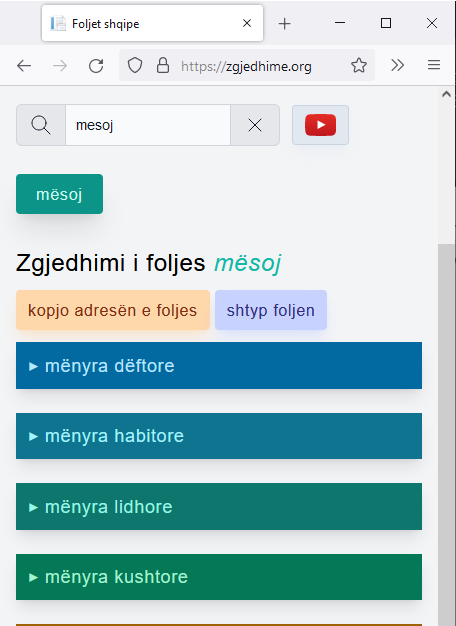 Foljet shqipe
https://zgjedhime.org
mesoj
mësoj
Zgjedhimi i foljes mësoj
kopjo adresën e foljes shtyp foljen
▸ mënyra dëftore
▸ mënyra habitore
▸ mënyra lidhore
▸ mënyra kushtore